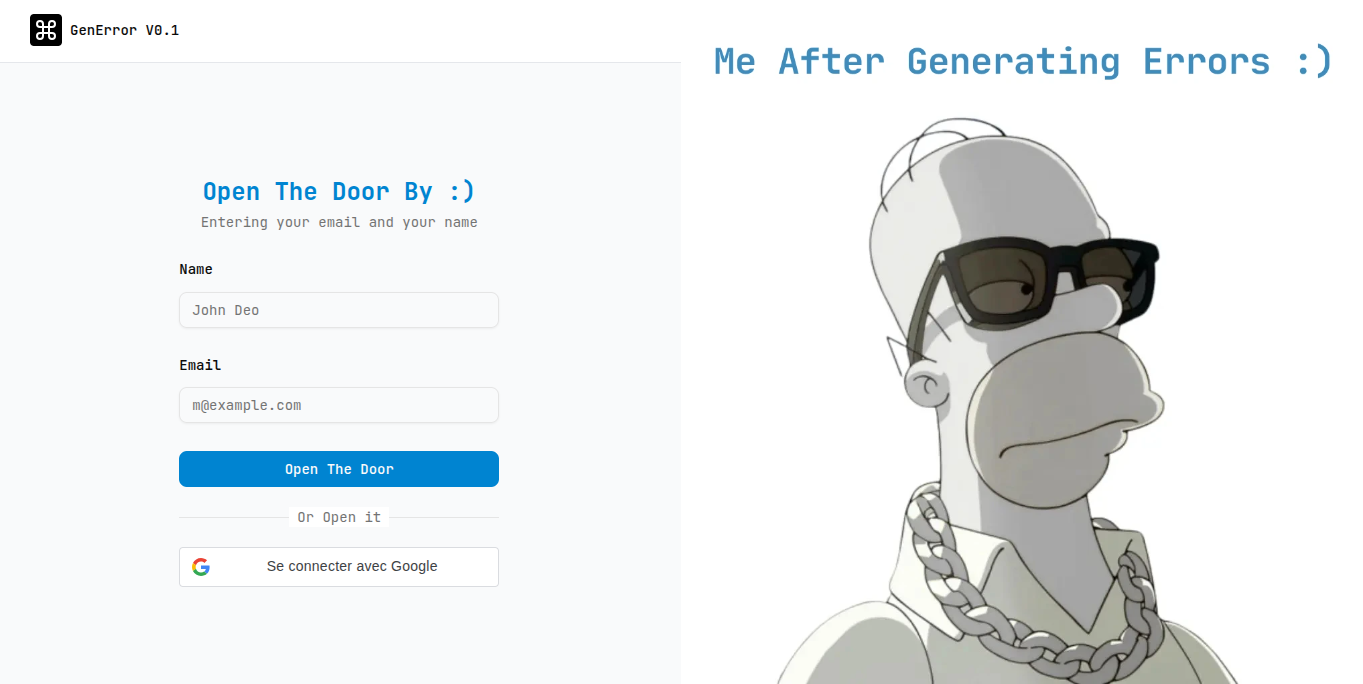 GenError V0.1
Open The Door By :)
Entering your email and your name
Name
John Deo
Email
m@example.com
Open The Door
Or Open it
Se connecter avec Google
Me After Generating Errors :)